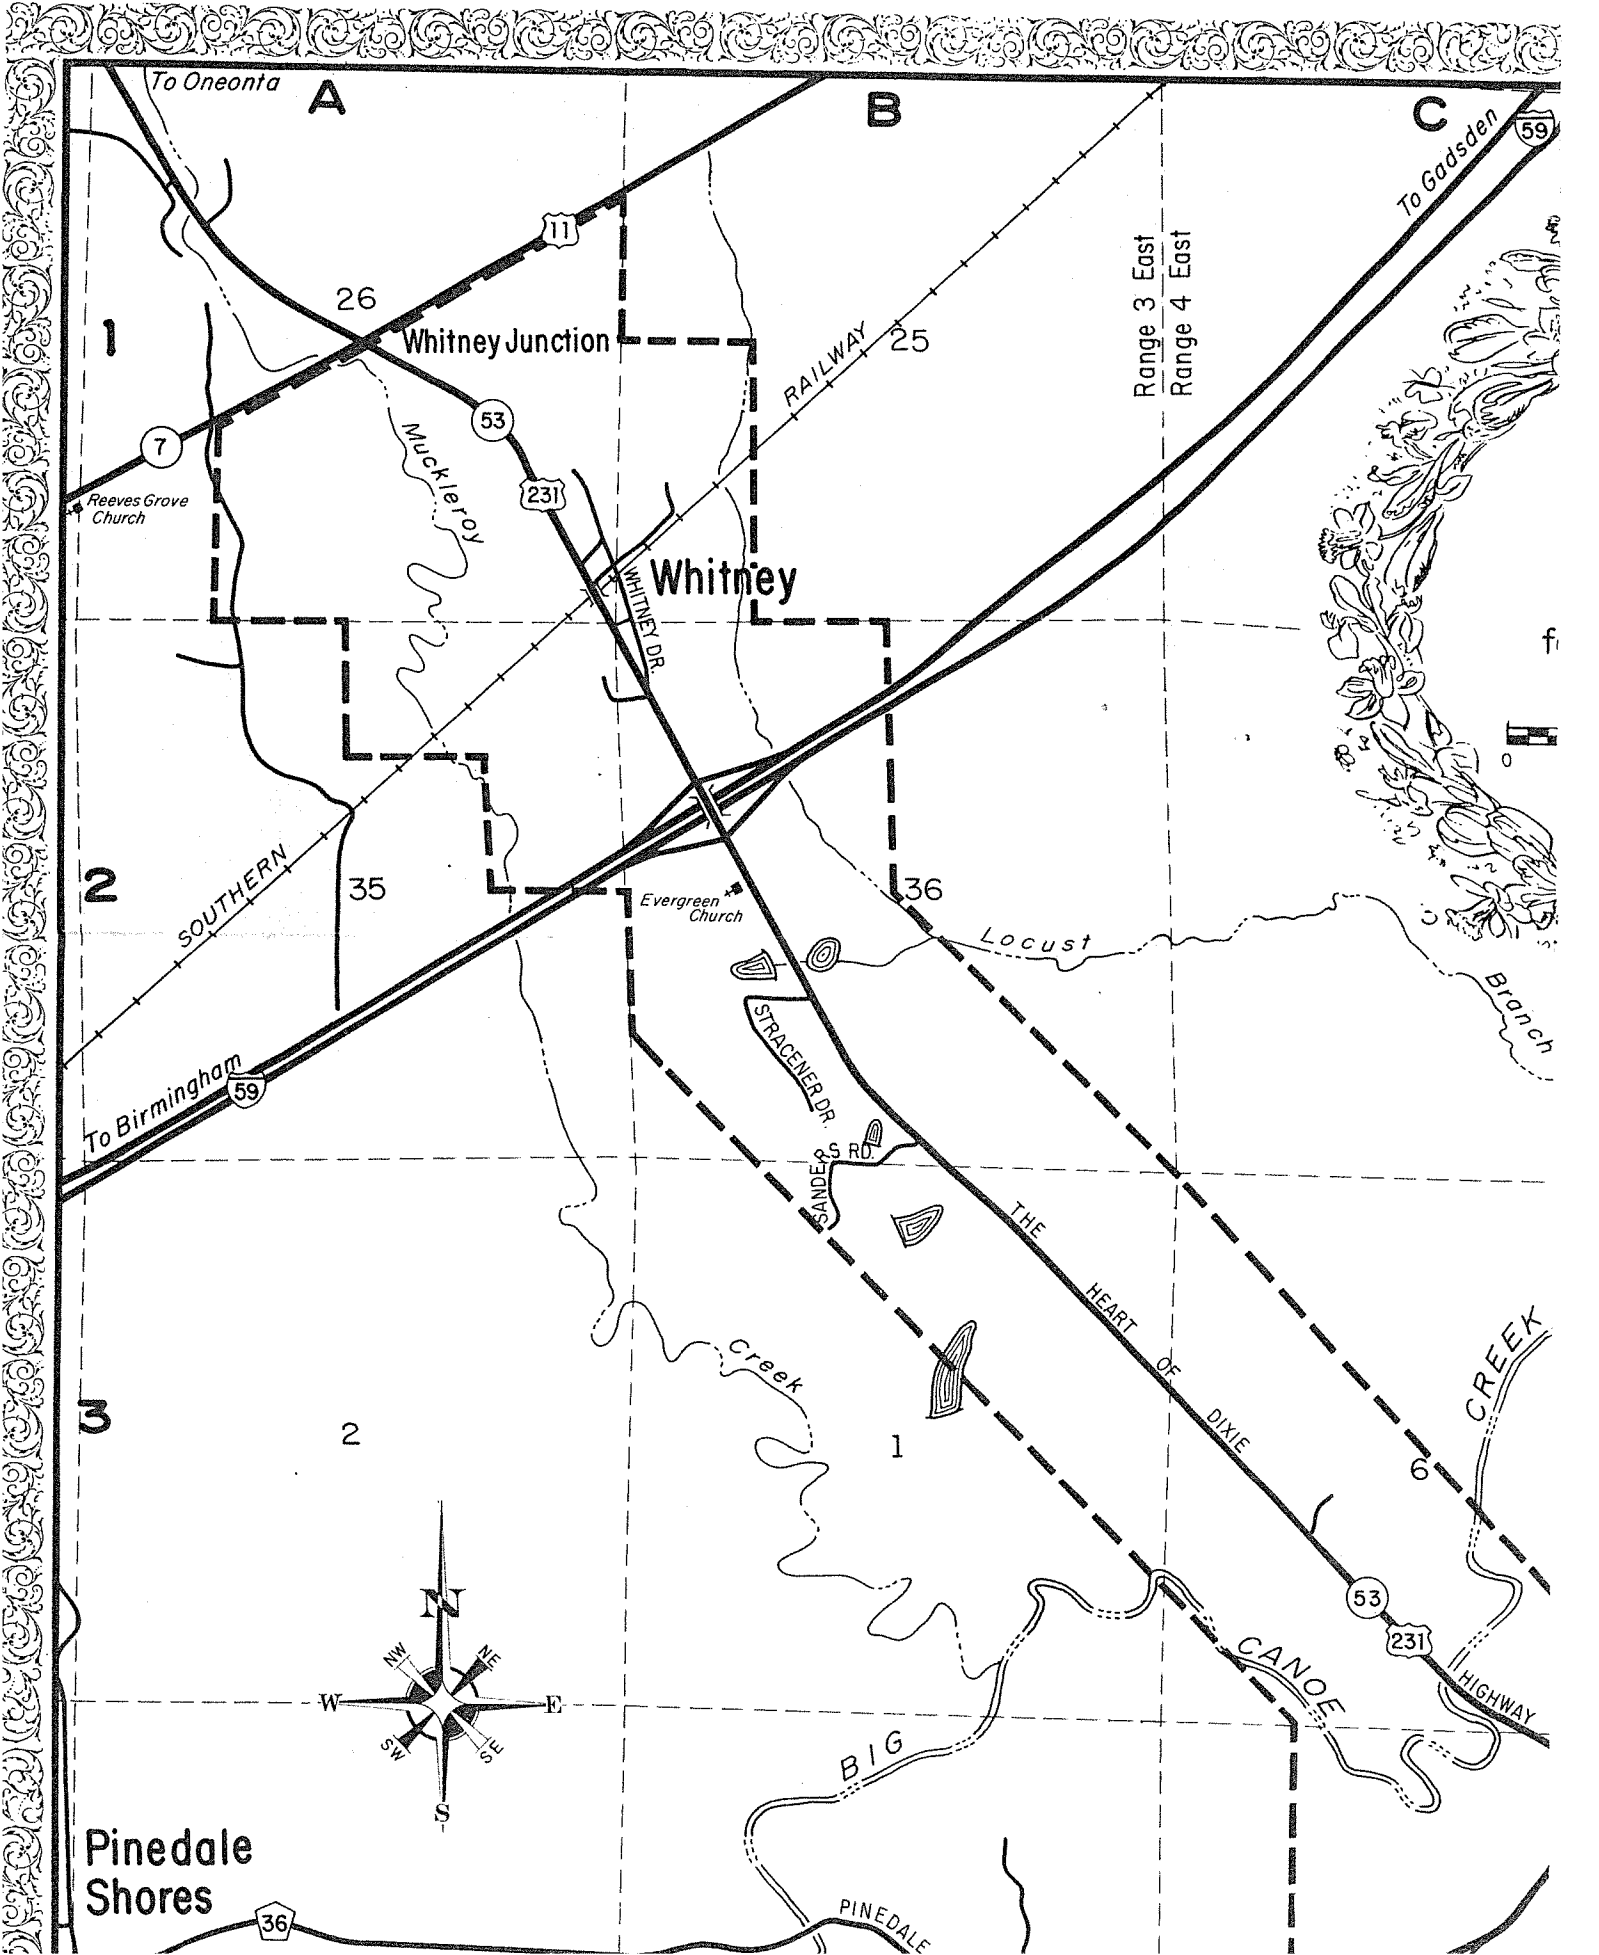 To Oneonta
A
B
C
59
To Gadsden
11
26
1
Whitney Junction
25
RAILWAY
Range 3 East
Range 4 East
53
7
Muckleroy
231
Reeves Grove
Church
Whitney
WHITNEY DR.
0
2
SOUTHERN
35
36
Evergreen
Church
Locust
Branch
STRACENER DR.
To Birmingham
59
SANDERS RD.
THE
HEART
OF
DIXIE
HIGHWAY
CREEK
Creek
3
2
1
6
N
NW
NE
W
E
SW
SE
S
53
231
CANOE
BIG
Pinedale
Shores
36
PINEDALE